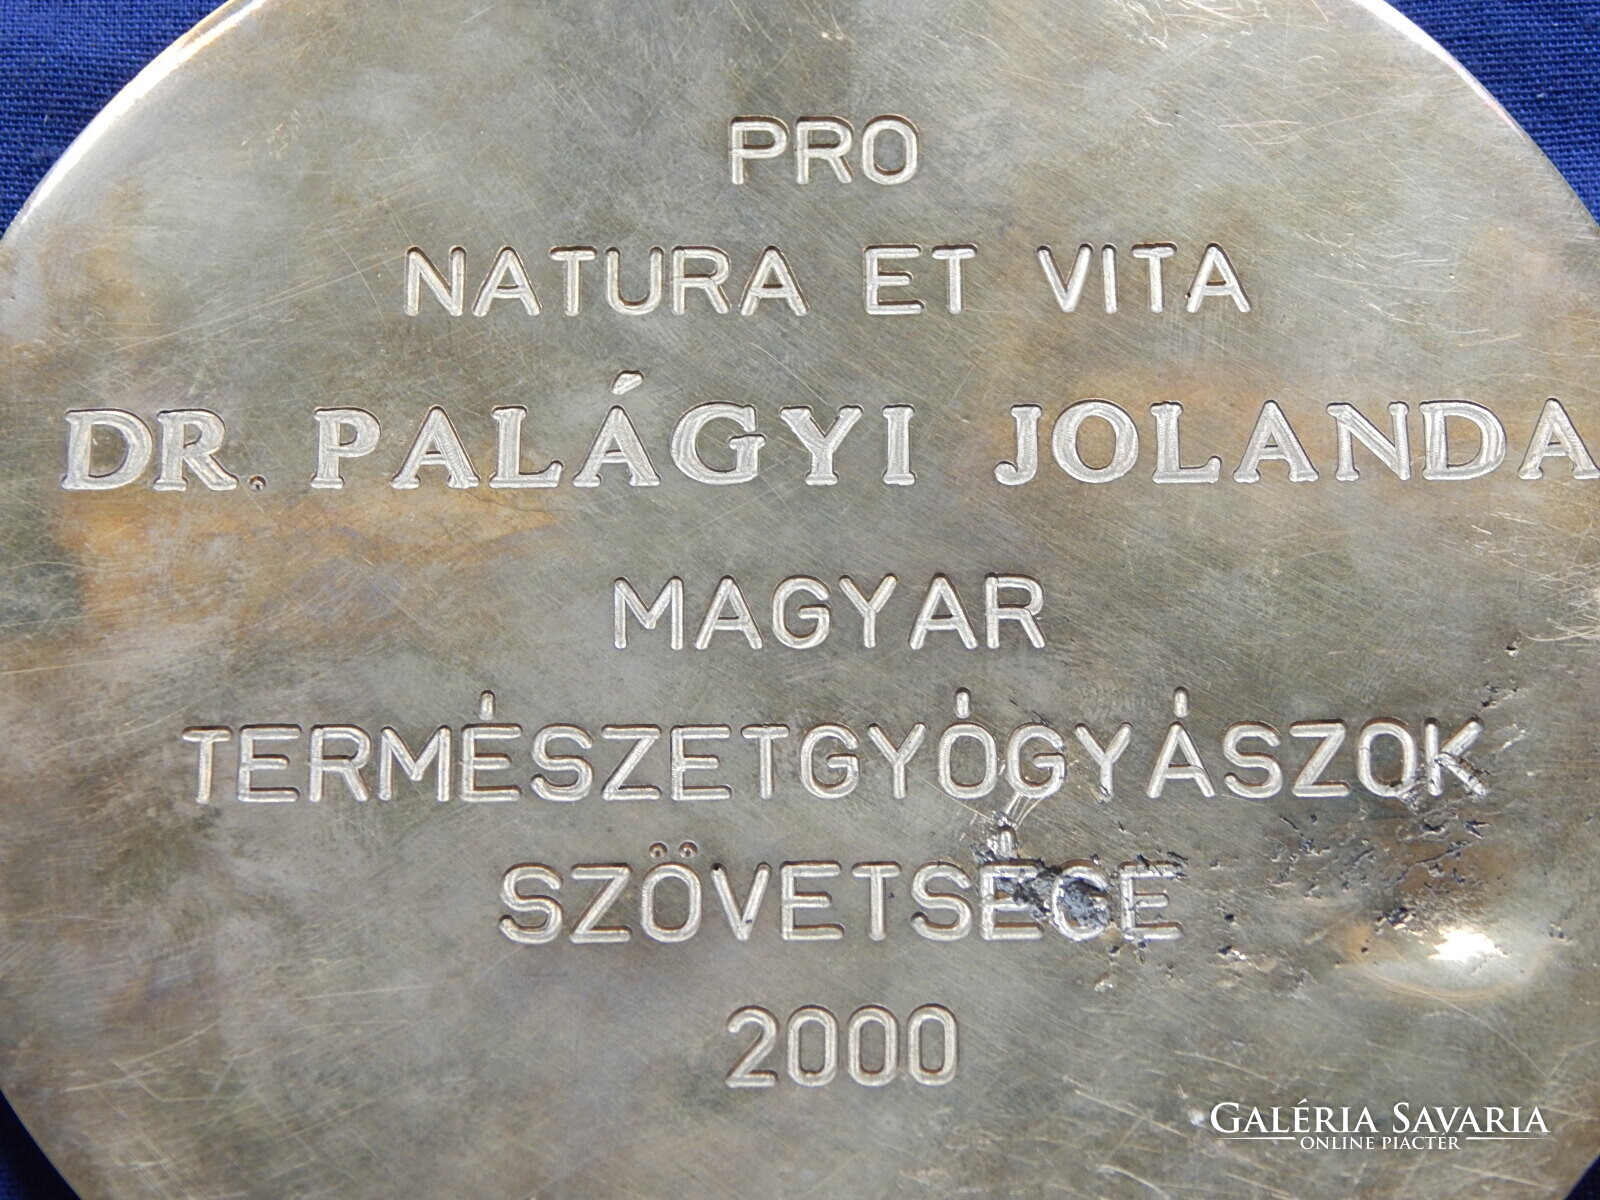 PRO
NATURA ET VITA
DR. PALÁGYI JOLANDA
MAGYAR
TERMÉSZETGYÓGYÁSZOK
SZÖVETSÉGE
2000
GALÉRIA SAVARIA
ONLINE PIACTÉR